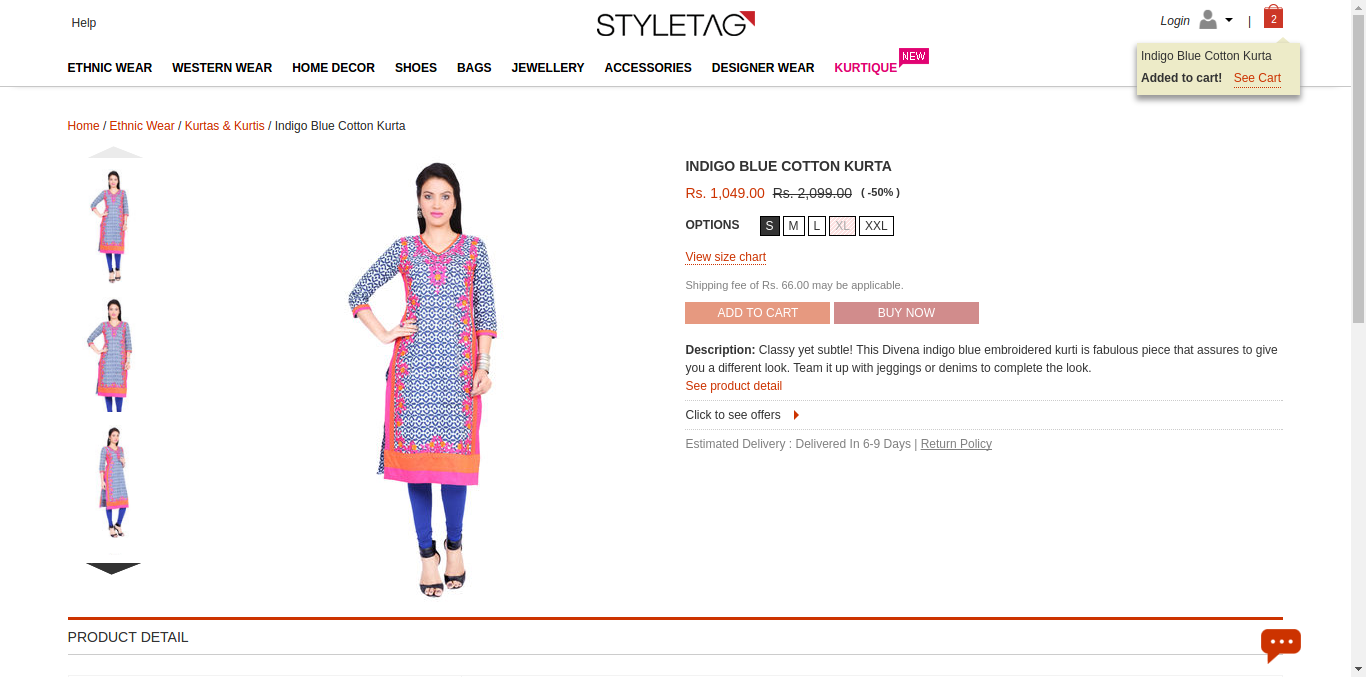 Help
STYLETAG
Login
|
2
ETHNIC WEAR WESTERN WEAR HOME DECOR SHOES BAGS JEWELLERY ACCESSORIES DESIGNER WEAR KURTIQUE NEW
Indigo Blue Cotton Kurta
Added to cart! See Cart
Home / Ethnic Wear / Kurtas & Kurtis / Indigo Blue Cotton Kurta
INDIGO BLUE COTTON KURTA
Rs. 1,049.00 Rs. 2,099.00 ( -50% )
OPTIONS S M L XL XXL
View size chart
Shipping fee of Rs. 66.00 may be applicable.
ADD TO CART BUY NOW
Description: Classy yet subtle! This Divena indigo blue embroidered kurti is fabulous piece that assures to give
you a different look. Team it up with jeggings or denims to complete the look.
See product detail
Click to see offers
Estimated Delivery : Delivered In 6-9 Days | Return Policy
PRODUCT DETAIL